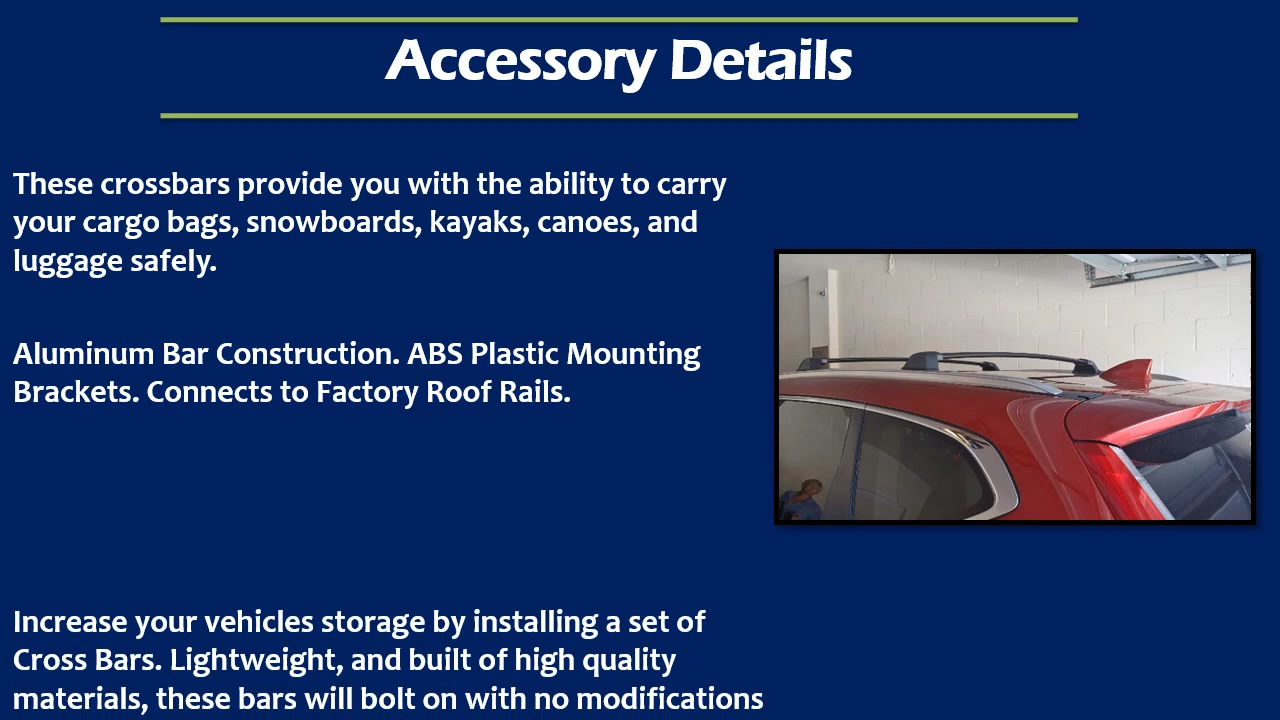 Accessory Details
These crossbars provide you with the ability to carry
your cargo bags, snowboards, kayaks, canoes, and
luggage safely.
Aluminum Bar Construction. ABS Plastic Mounting
Brackets. Connects to Factory Roof Rails.
Increase your vehicles storage by installing a set of
Cross Bars. Lightweight, and built of high quality
materials, these bars will bolt on with no modifications